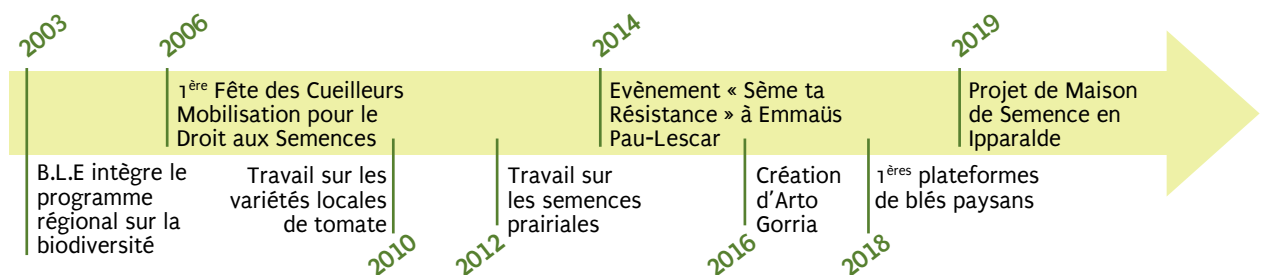 2003
2006
2014
2019
1ère Fête des Cueilleurs
Mobilisation pour le
Droit aux Semences
Evènement « Sème ta
Résistance » à Emmaüs
Pau-Lescar
Projet de Maison
de Semence en
Ipparalde
B.L.E intègre le
programme
régional sur la
biodiversité
Travail sur les
variétés locales
de tomate
Travail sur
les semences
prairiales
Création
d'Arto
Gorria
1ères plateformes
de blés paysans
2010
2012
2016
2018